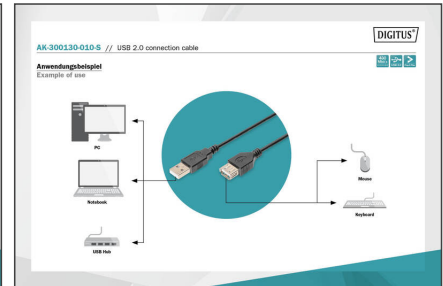 DIGITUS®
AK-300130-010-S // USB 2.0 connection cable
Anwendungsbeispiel
Example of use
PC
Notebook
USB Hub
Mouse
Keyboard